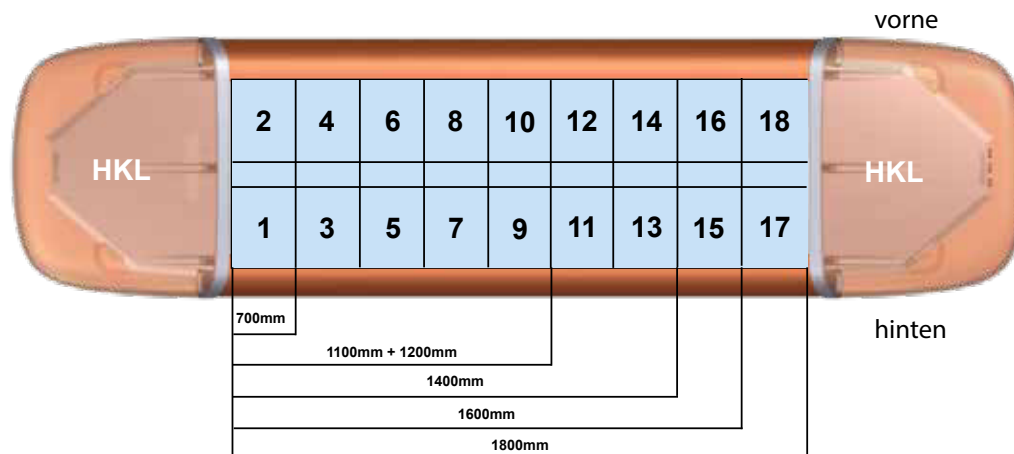 vorne
2 4 6 8 10 12 14 16 18
HKL HKL
1 3 5 7 9 11 13 15 17
700mm
hinten
1100mm + 1200mm
1400mm
1600mm
1800mm